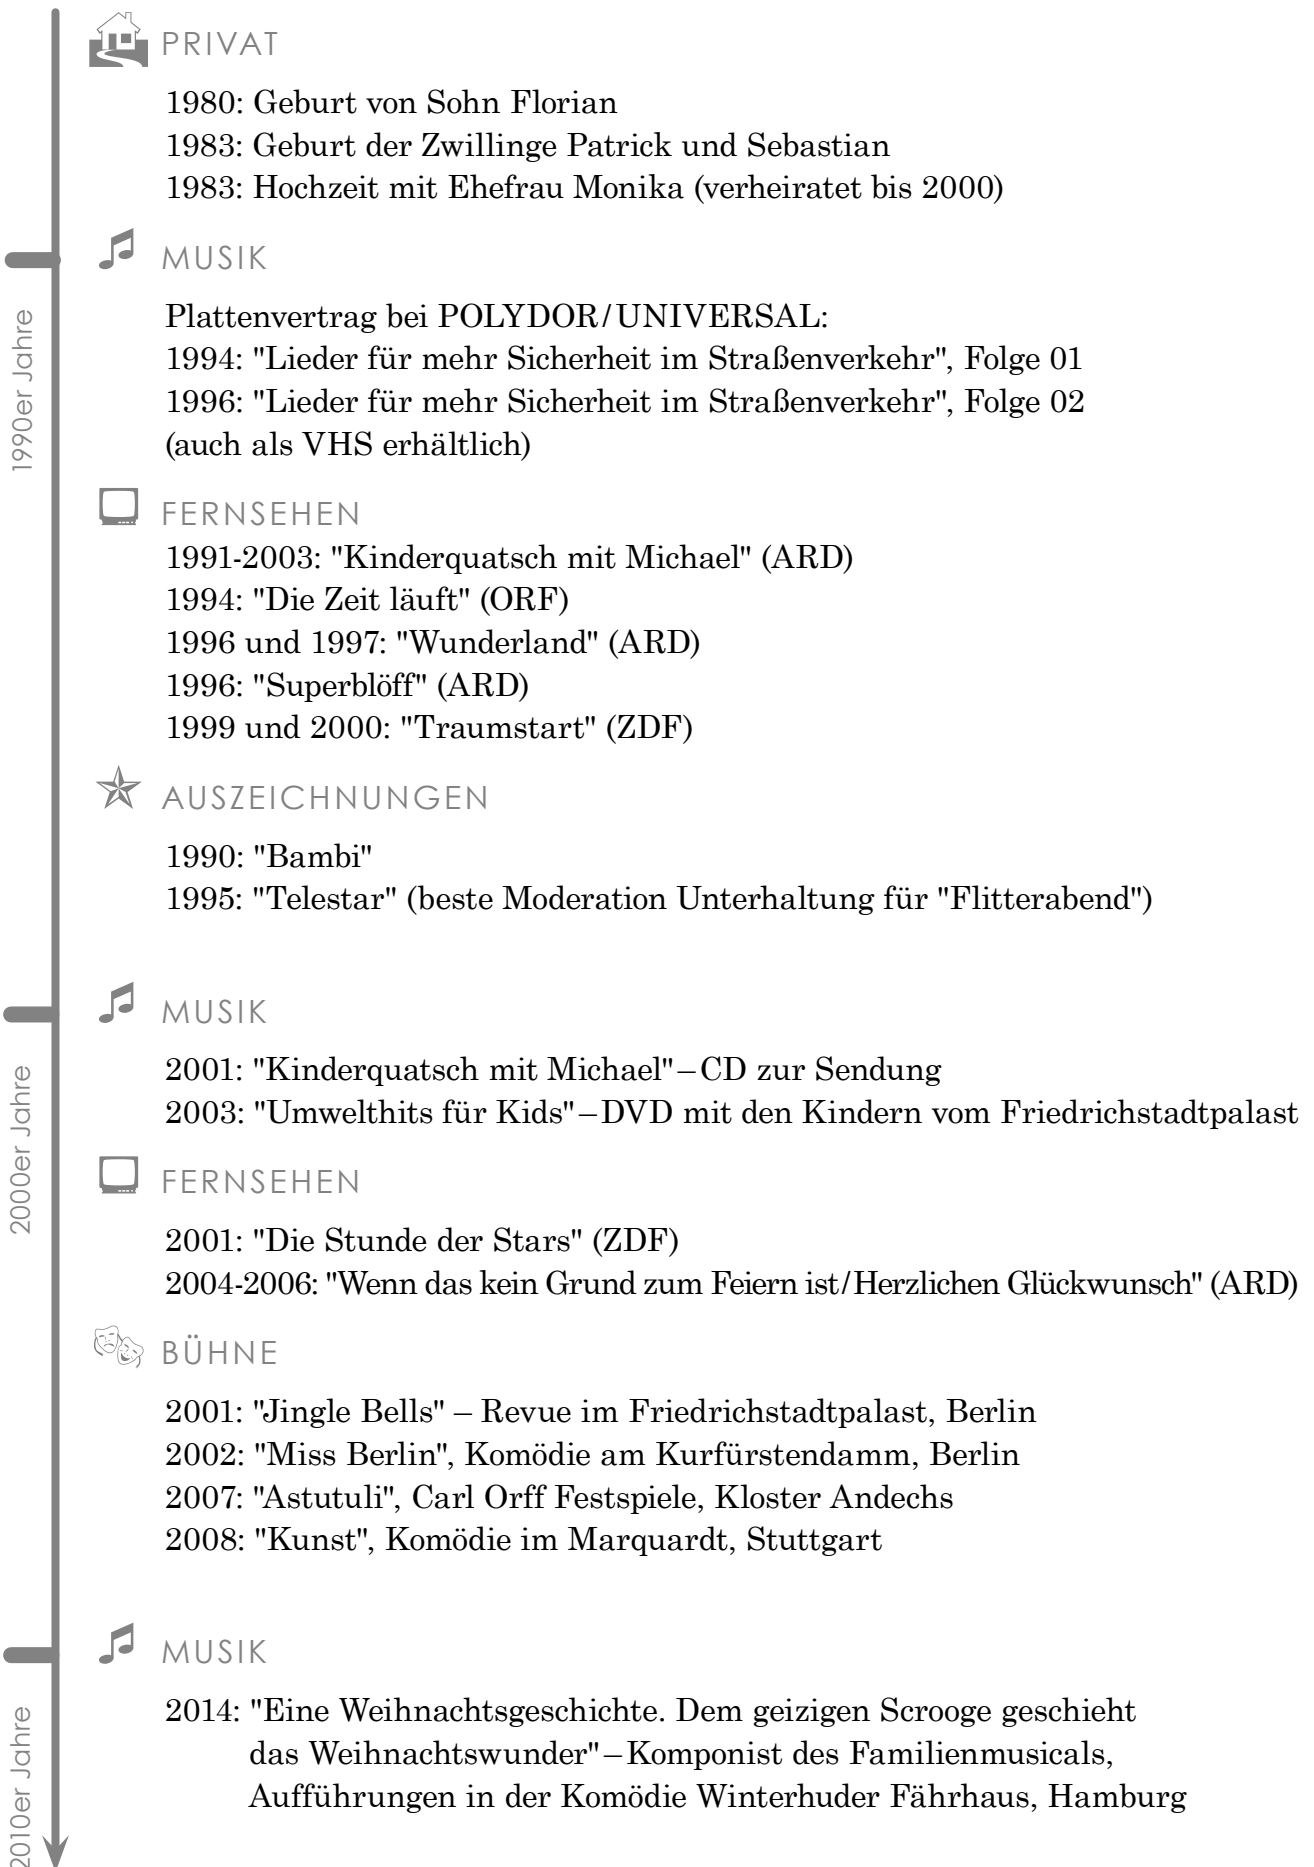 PRIVAT
1980: Geburt von Sohn Florian
1983: Geburt der Zwillinge Patrick und Sebastian
1983: Hochzeit mit Ehefrau Monika (verheiratet bis 2000)
1990er Jahre
MUSIK
Plattenvertrag bei POLYDOR/UNIVERSAL:
1994: "Lieder für mehr Sicherheit im Straßenverkehr", Folge 01
1996: "Lieder für mehr Sicherheit im Straßenverkehr", Folge 02
(auch als VHS erhältlich)
FERNSEHEN
1991-2003: "Kinderquatsch mit Michael" (ARD)
1994: "Die Zeit läuft" (ORF)
1996 und 1997: "Wunderland" (ARD)
1996: "Superblöff" (ARD)
1999 und 2000: "Traumstart" (ZDF)
AUSZEICHNUNGEN
1990: "Bambi"
1995: "Telestar" (beste Moderation Unterhaltung für "Flitterabend")
2000er Jahre
MUSIK
2001: "Kinderquatsch mit Michael"–CD zur Sendung
2003: "Umwelthits für Kids"–DVD mit den Kindern vom Friedrichstadtpalast
FERNSEHEN
2001: "Die Stunde der Stars" (ZDF)
2004-2006: "Wenn das kein Grund zum Feiern ist/Herzlichen Glückwunsch" (ARD)
BÜHNE
2001: "Jingle Bells" – Revue im Friedrichstadtpalast, Berlin
2002: "Miss Berlin", Komödie am Kurfürstendamm, Berlin
2007: "Astutuli", Carl Orff Festspiele, Kloster Andechs
2008: "Kunst", Komödie im Marquardt, Stuttgart
2010er Jahre
MUSIK
2014: "Eine Weihnachtsgeschichte. Dem geizigen Scrooge geschieht
das Weihnachtswunder"–Komponist des Familienmusicals,
Aufführungen in der Komödie Winterhuder Fährhaus, Hamburg